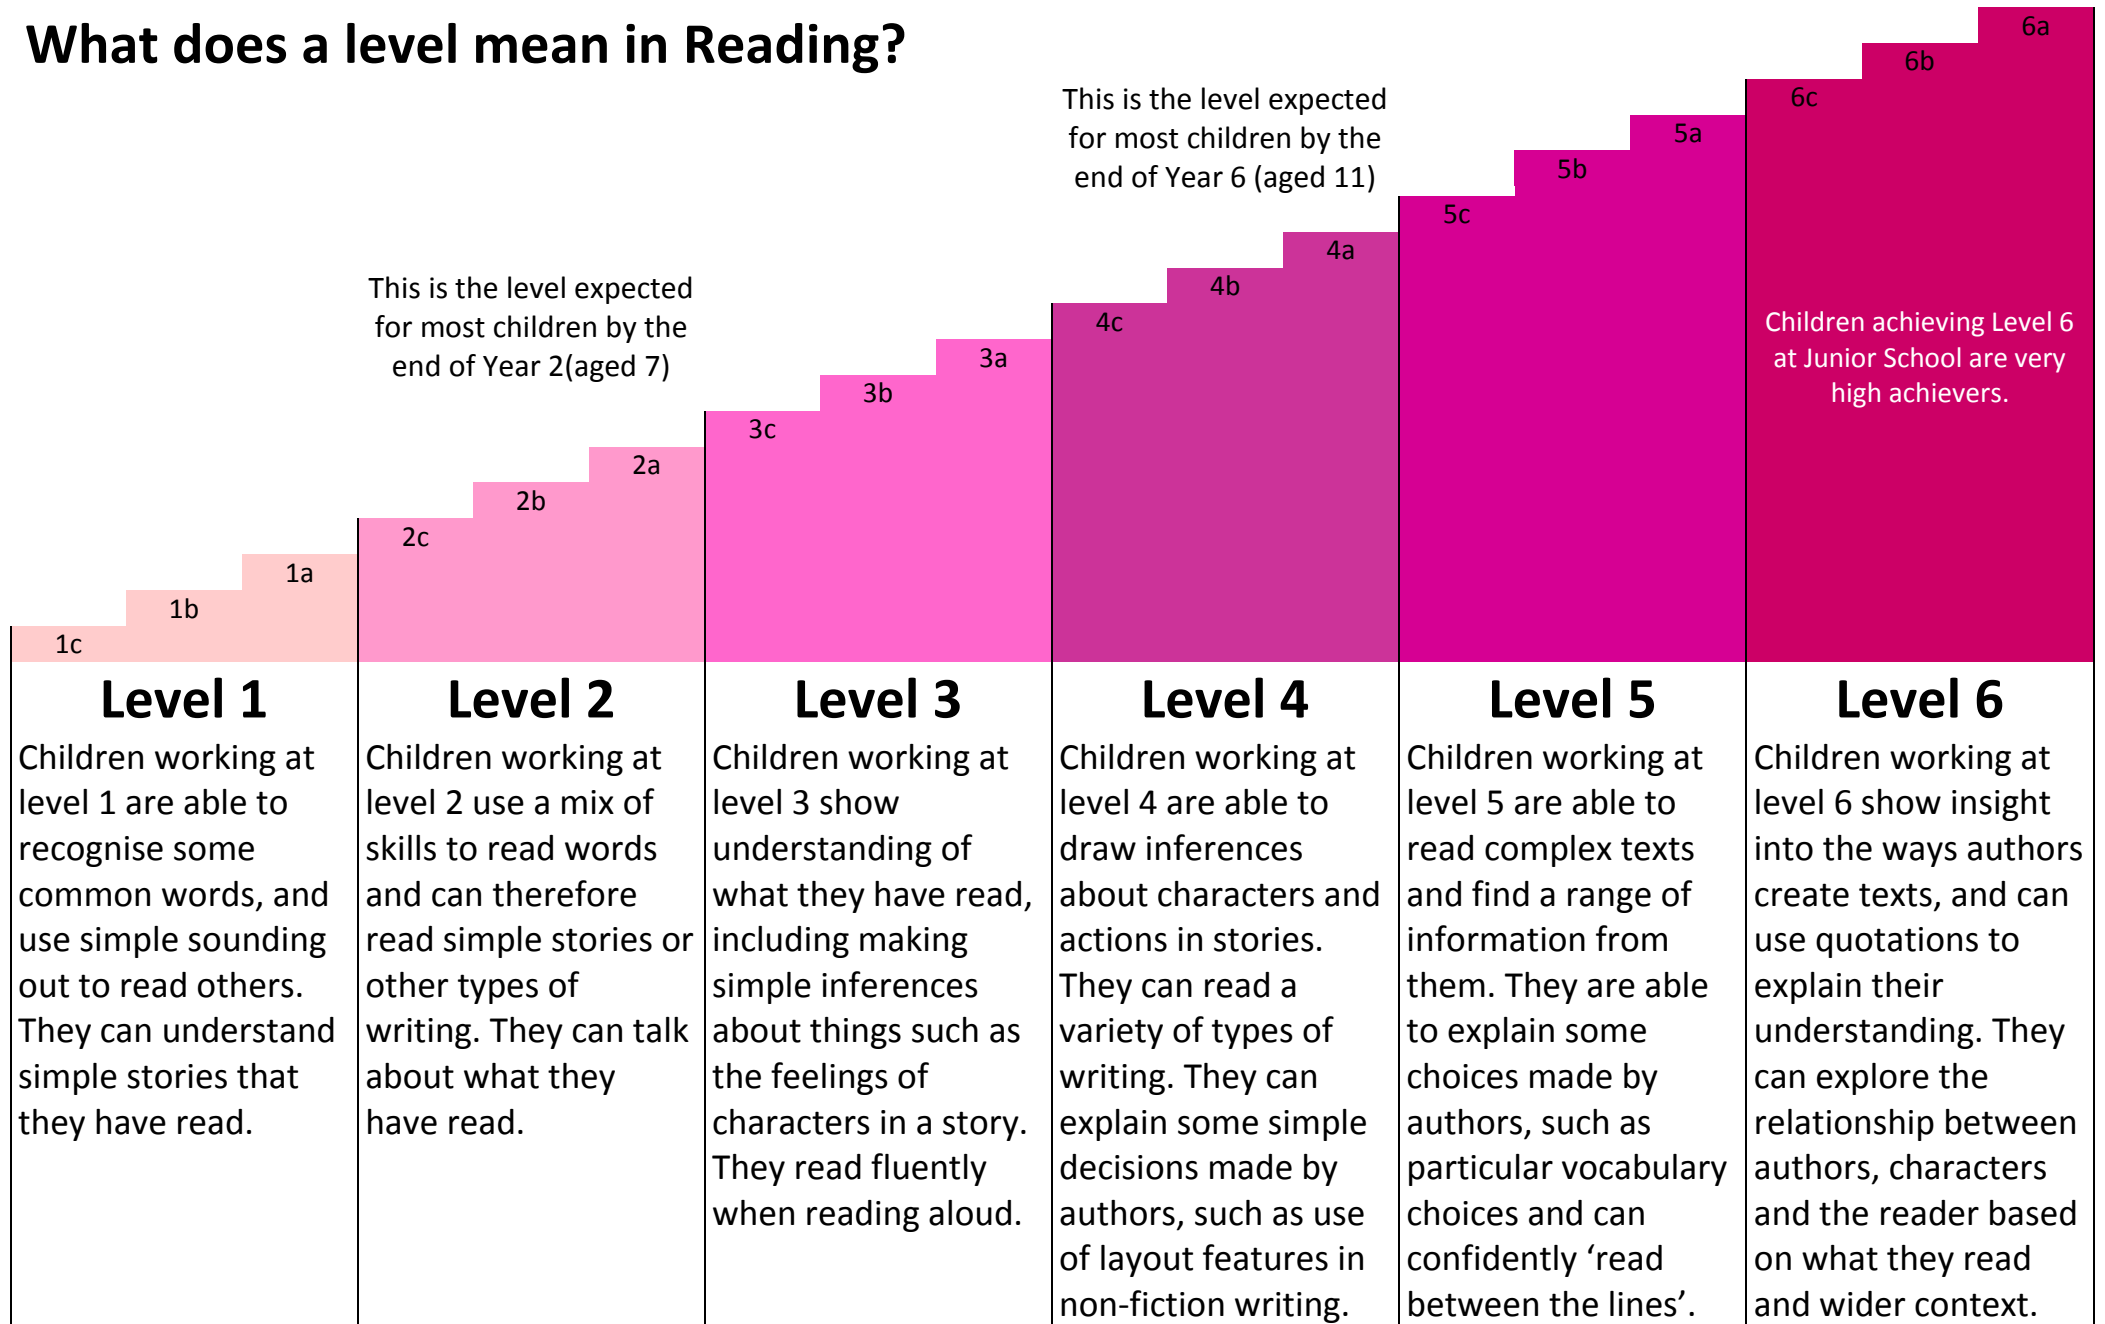 What does a level mean in Reading?
This is the level expected
for most children by the
end of Year 2(aged 7)
This is the level expected
for most children by the
end of Year 6 (aged 11)
1c
1b
1a
2c
2b
2a
3c
3b
3a
4c
4b
4a
5c
5b
5a
6c
6b
6a
Children achieving Level 6
at Junior School are very
high achievers.
Level 1
Children working at
level 1 are able to
recognise some
common words, and
use simple sounding
out to read others.
They can understand
simple stories that
they have read.
Level 2
Children working at
level 2 use a mix of
skills to read words
and can therefore
read simple stories or
other types of
writing. They can talk
about what they
have read.
Level 3
Children working at
level 3 show
understanding of
what they have read,
including making
simple inferences
about things such as
the feelings of
characters in a story.
They read fluently
when reading aloud.
Level 4
Children working at
level 4 are able to
draw inferences
about characters and
actions in stories.
They can read a
variety of types of
writing. They can
explain some simple
decisions made by
authors, such as use
of layout features in
non-fiction writing.
Level 5
Children working at
level 5 are able to
read complex texts
and find a range of
information from
them. They are able
to explain some
choices made by
authors, such as
particular vocabulary
choices and can
confidently ‘read
between the lines’.
Level 6
Children working at
level 6 show insight
into the ways authors
create texts, and can
use quotations to
explain their
understanding. They
can explore the
relationship between
authors, characters
and the reader based
on what they read
and wider context.